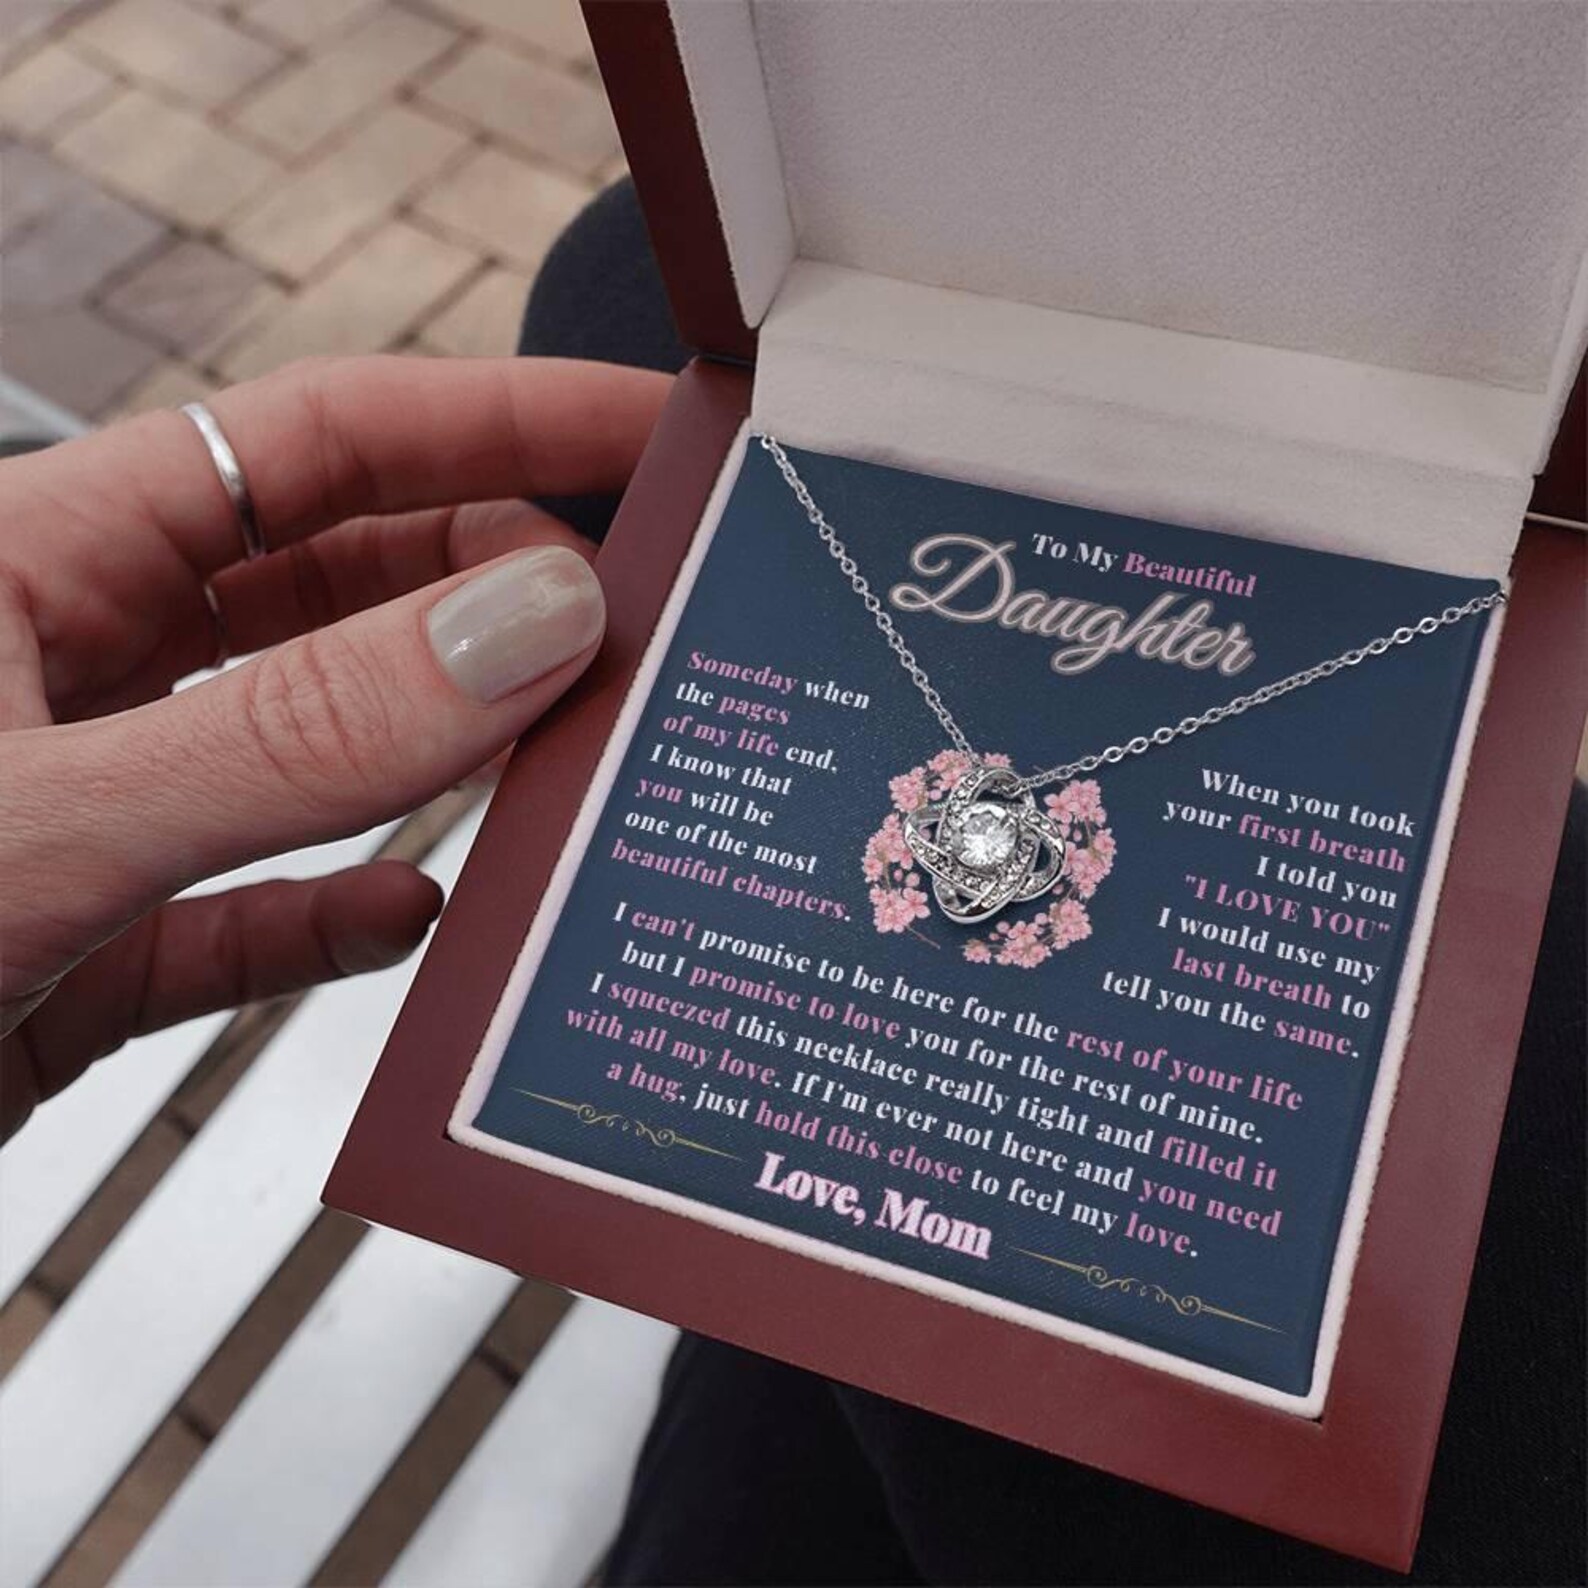 To My Beautiful
Daughter
Someday when
the pages
of my life end,
I know that
you will be
one of the most
beautiful chapters.
When you took
your first breath
I told you
"I LOVE YOU"
I would use my
last breath to
tell you the same.
I can't promise to be here for the rest of your life
but I promise to love you for the rest of mine.
I squeezed this necklace really tight and filled it
with all my love. If I'm ever not here and you need
a hug, just hold this close to feel my love.
Love, Mom